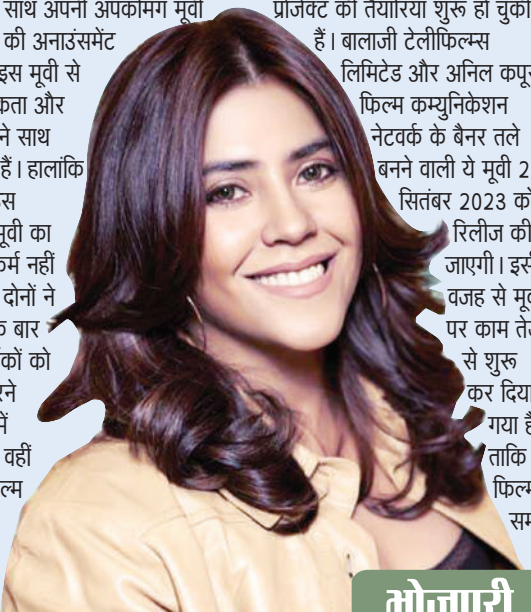 साथ अपनी अपकमिंग मूवी
की अनाउंसमेंट
इस मूवी से
कता और
ने साथ
हैं। हालांकि
मूवी का
फर्म नहीं
दोनों ने
क बार
कों को
रने
में
वहीं
ल्म
प्रोजेक्ट की तैयारियां शुरू हो चुकी
हैं। बालाजी टेलीफिल्म्स
लिमिटेड और अनिल कपूर
फिल्म कम्युनिकेशन
नेटवर्क के बैनर तले
बनने वाली ये मूवी 2
सितंबर 2023 को
रिलीज की
जाएगी। इसी
वजह से मूवी
पर काम तेज
से शुरू
कर दिया
गया है
ताकि
फिल्म
सम
भोजपुरी